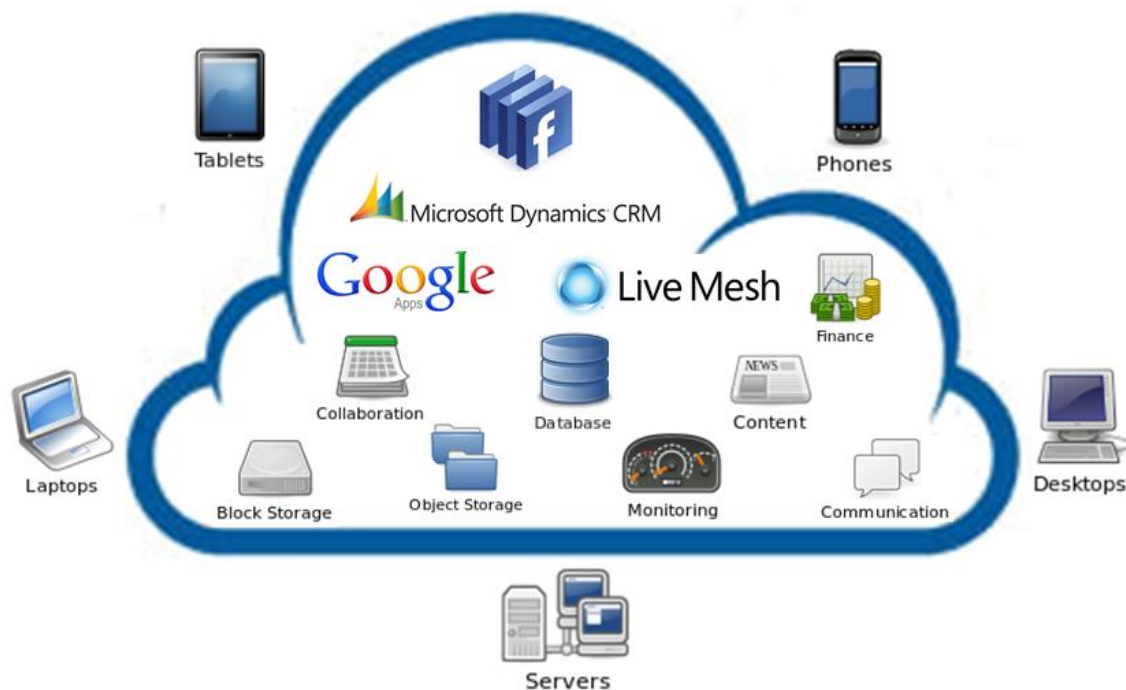 f
Tablets
Phones
Microsoft Dynamics CRM
Google
Apps
Live Mesh
Finance
NEWS
Collaboration
Database
Content
Laptops
Desktops
Block Storage
Object Storage
Monitoring
Communication
Servers